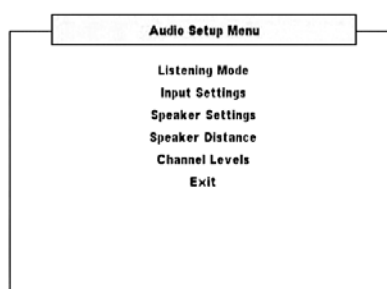 Audio Setup Menu
Listening Mode
Input Settings
Speaker Settings
Speaker Distance
Channel Levels
Exit